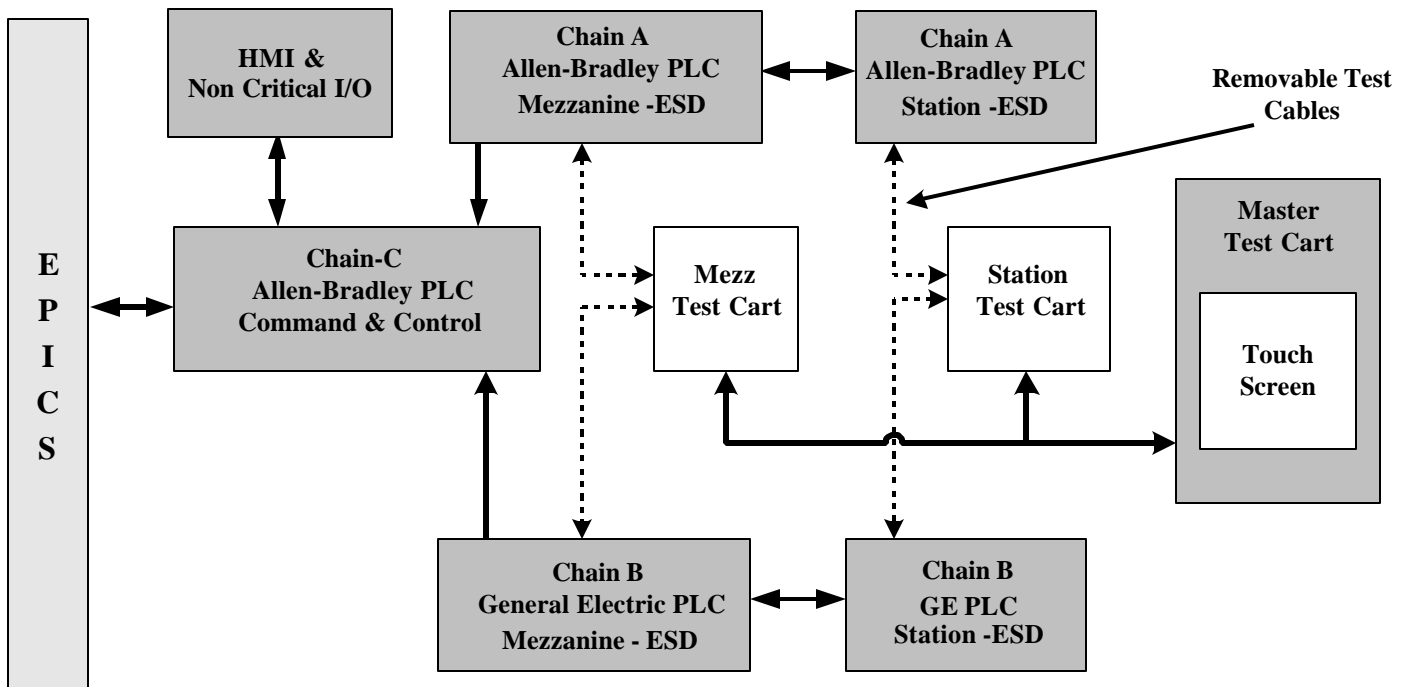 E
P
I
C
S
HMI &
Non Critical I/O
Chain A
Allen-Bradley PLC
Mezzanine -ESD
Chain A
Allen-Bradley PLC
Station -ESD
Removable Test
Cables
Chain-C
Allen-Bradley PLC
Command & Control
Mezz
Test Cart
Station
Test Cart
Master
Test Cart
Touch
Screen
Chain B
General Electric PLC
Mezzanine - ESD
Chain B
GE PLC
Station -ESD